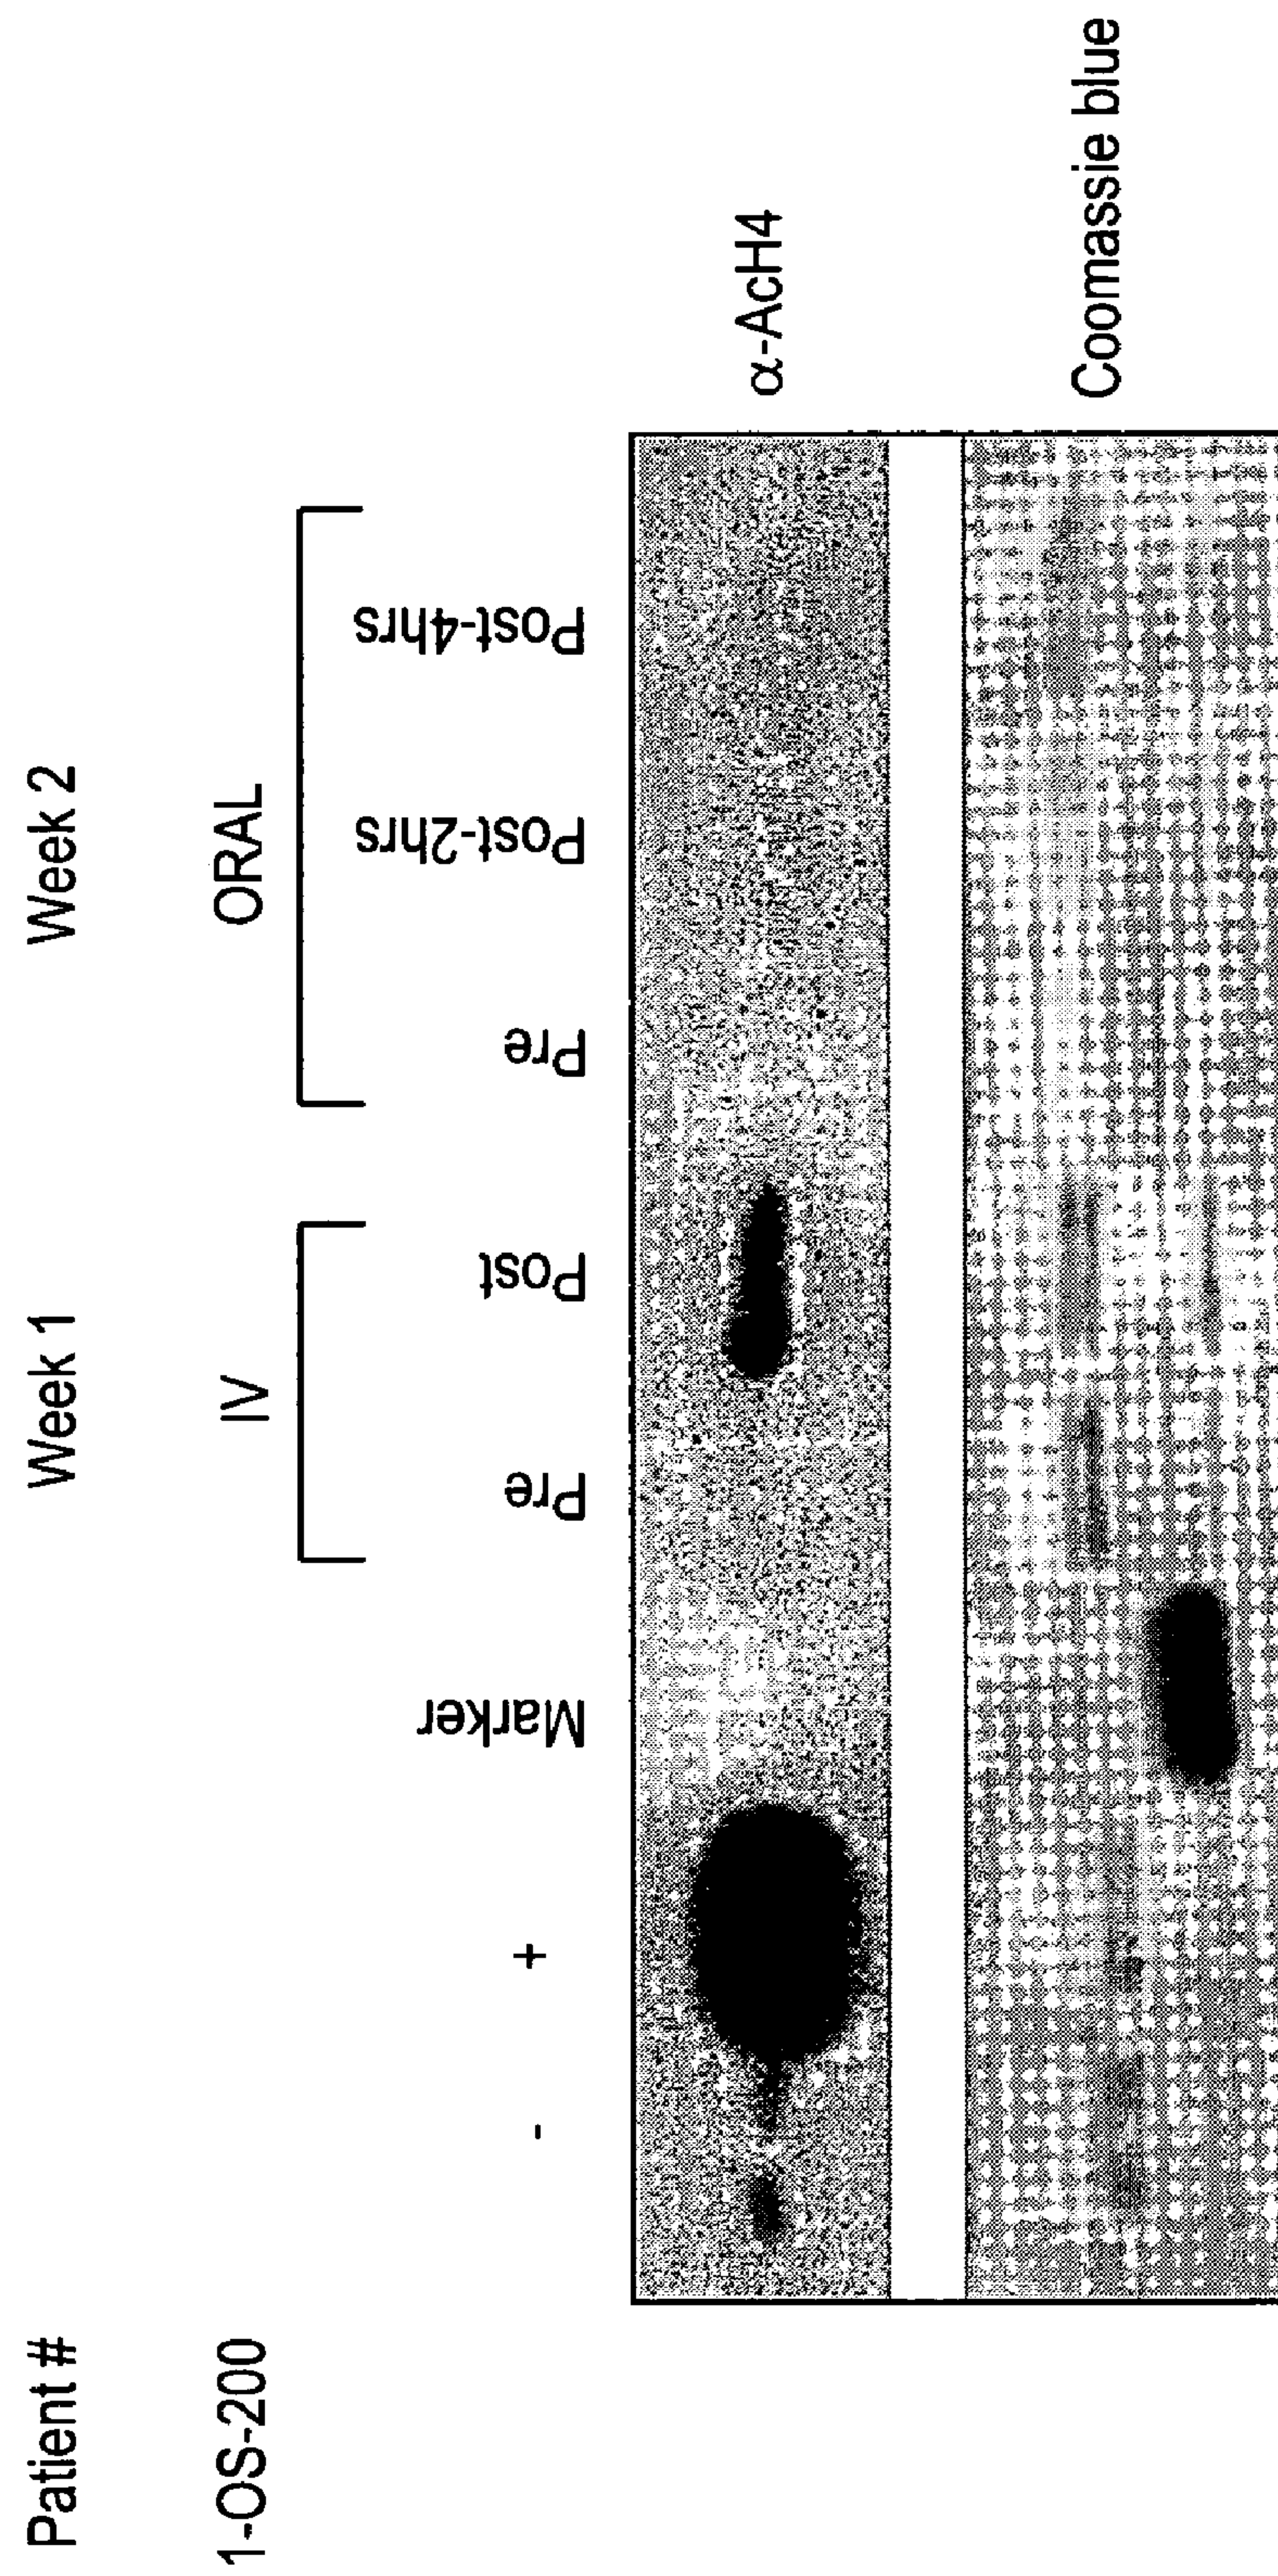 Patient #
Week 1
Week 2
1-OS-200
IV
ORAL
-
+
Marker
Pre
Post
Pre
Post-2hrs
Post-4hrs
α-AcH4
Coomassie blue